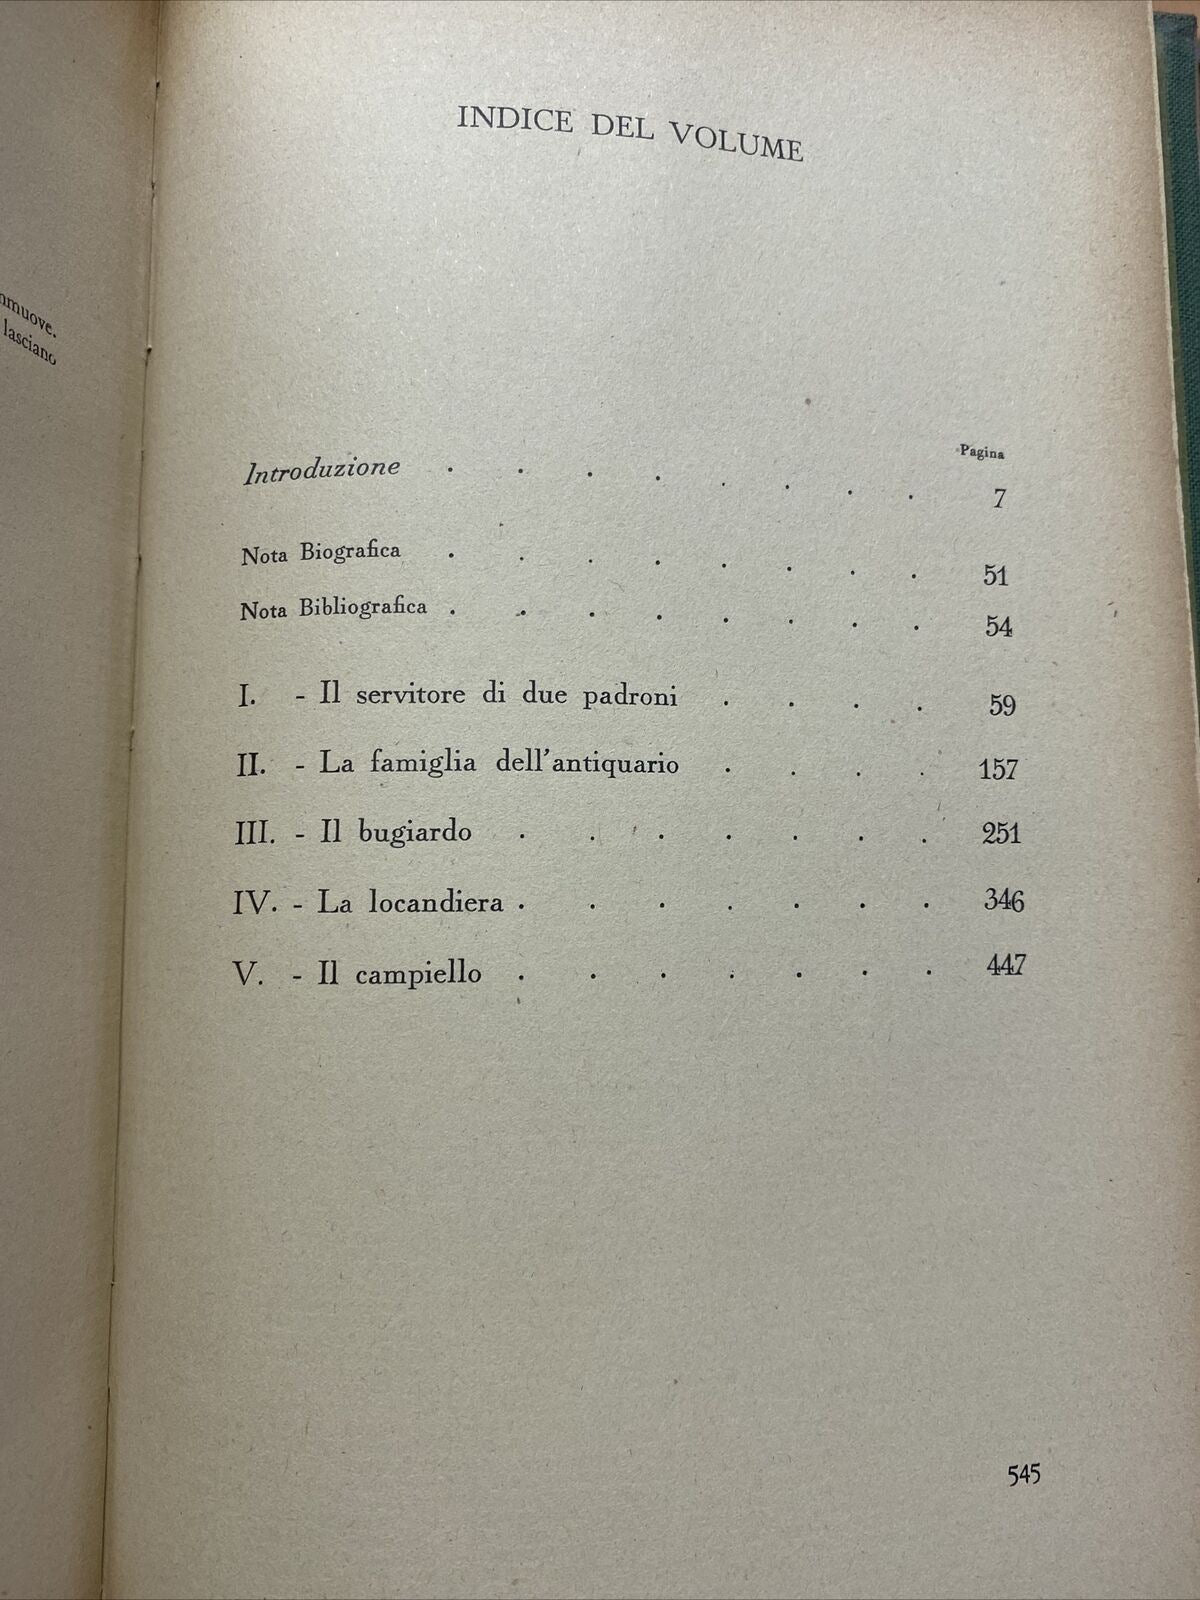 lasciano
INDICE DEL VOLUME
Pagina
Introduzione . . . . . . . . 7
Nota Biografica . . . . . . . . 51
Nota Bibliografica . . . . . . . . 54
I. - Il servitore di due padroni . . . . 59
II. - La famiglia dell'antiquario . . . . 157
III. - Il bugiardo . . . . . . . 251
IV. - La locandiera . . . . . . . 346
V. - Il campiello . . . . . . . 447
545